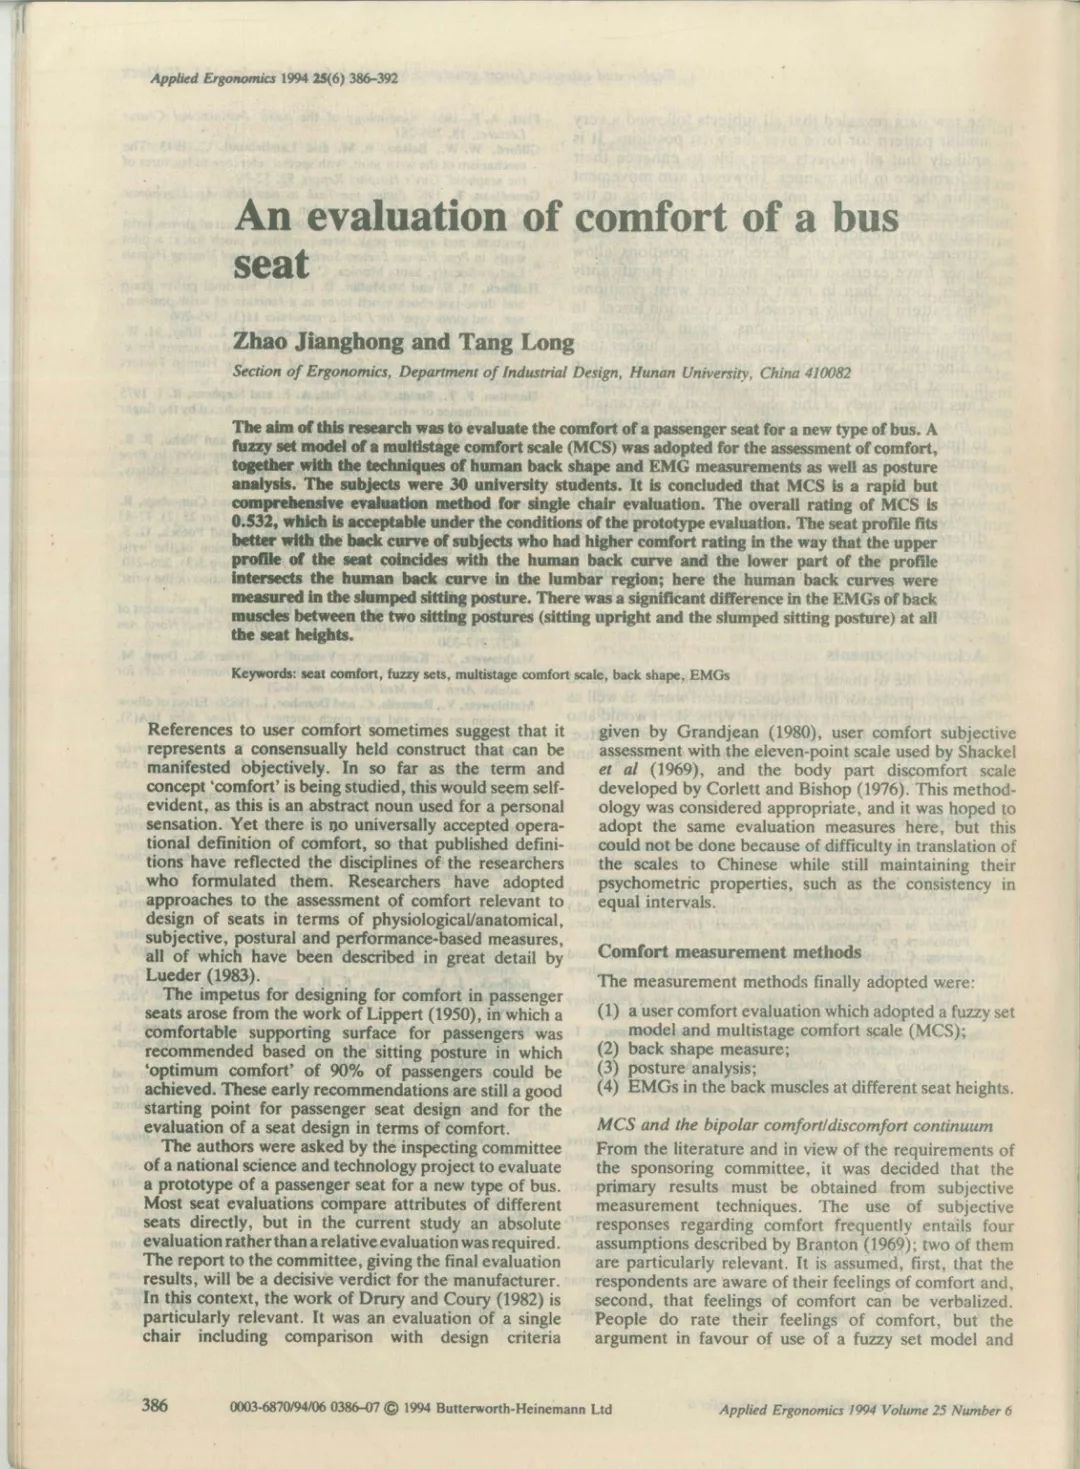 Applied Ergonomics 1994 25(6) 386–392
An evaluation of comfort of a bus
seat
Zhao Jianghong and Tang Long
Section of Ergonomics, Department of Industrial Design, Hunan University, China 410082
The aim of this research was to evaluate the comfort of a passenger seat for a new type of bus. A
fuzzy set model of a multistage comfort scale (MCS) was adopted for the assessment of comfort,
together with the techniques of human back shape and EMG measurements as well as posture
analysis. The subjects were 30 university students. It is concluded that MCS is a rapid but
comprehensive evaluation method for single chair evaluation. The overall rating of MCS is
0.532, which is acceptable under the conditions of the prototype evaluation. The seat profile fits
better with the back curve of subjects who had higher comfort rating in the way that the upper
profile of the seat coincides with the human back curve and the lower part of the profile
intersects the human back curve in the lumbar region; here the human back curves were
measured in the slumped sitting posture. There was a significant difference in the EMGs of back
muscles between the two sitting postures (sitting upright and the slumped sitting posture) at all
the seat heights.
Keywords: seat comfort, fuzzy sets, multistage comfort scale, back shape, EMGs
References to user comfort sometimes suggest that it
represents a consensually held construct that can be
manifested objectively. In so far as the term and
concept ‘comfort’ is being studied, this would seem self-
evident, as this is an abstract noun used for a personal
sensation. Yet there is no universally accepted opera-
tional definition of comfort, so that published defini-
tions have reflected the disciplines of the researchers
who formulated them. Researchers have adopted
approaches to the assessment of comfort relevant to
design of seats in terms of physiological/anatomical,
subjective, postural and performance-based measures,
all of which have been described in great detail by
Lueder (1983).
The impetus for designing for comfort in passenger
seats arose from the work of Lippert (1950), in which a
comfortable supporting surface for passengers was
recommended based on the sitting posture in which
‘optimum comfort’ of 90% of passengers could be
achieved. These early recommendations are still a good
starting point for passenger seat design and for the
evaluation of a seat design in terms of comfort.
The authors were asked by the inspecting committee
of a national science and technology project to evaluate
a prototype of a passenger seat for a new type of bus.
Most seat evaluations compare attributes of different
seats directly, but in the current study an absolute
evaluation rather than a relative evaluation was required.
The report to the committee, giving the final evaluation
results, will be a decisive verdict for the manufacturer.
In this context, the work of Drury and Coury (1982) is
particularly relevant. It was an evaluation of a single
chair including comparison with design criteria
given by Grandjean (1980), user comfort subjective
assessment with the eleven-point scale used by Shackel
et al (1969), and the body part discomfort scale
developed by Corlett and Bishop (1976). This method-
ology was considered appropriate, and it was hoped to
adopt the same evaluation measures here, but this
could not be done because of difficulty in translation of
the scales to Chinese while still maintaining their
psychometric properties, such as the consistency in
equal intervals.
Comfort measurement methods
The measurement methods finally adopted were:
(1) a user comfort evaluation which adopted a fuzzy set
model and multistage comfort scale (MCS);
(2) back shape measure;
(3) posture analysis;
(4) EMGs in the back muscles at different seat heights.
MCS and the bipolar comfort/discomfort continuum
From the literature and in view of the requirements of
the sponsoring committee, it was decided that the
primary results must be obtained from subjective
measurement techniques. The use of subjective
responses regarding comfort frequently entails four
assumptions described by Branton (1969); two of them
are particularly relevant. It is assumed, first, that the
respondents are aware of their feelings of comfort and,
second, that feelings of comfort can be verbalized.
People do rate their feelings of comfort, but the
argument in favour of use of a fuzzy set model and
386
0003-6870/94/06 0386–07 © 1994 Butterworth-Heinemann Ltd
Applied Ergonomics 1994 Volume 25 Number 6